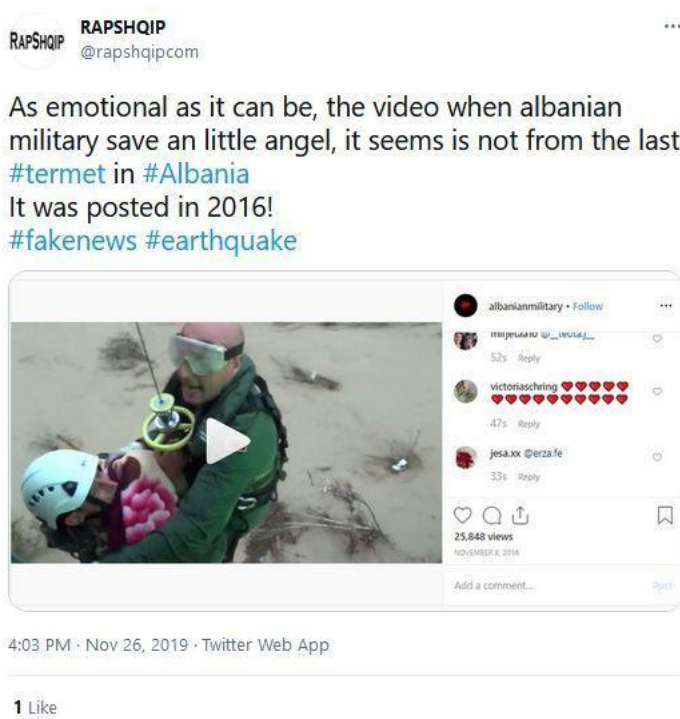 RAPSHQIP
RAPSHQIP
@rapshqipcom
As emotional as it can be, the video when albanian
military save an little angel, it seems is not from the last
#termet in #Albania
It was posted in 2016!
#fakenews #earthquake
albanianmilitary • Follow
52s Reply
victoriaschring
47s Reply
jesa.xx @erza.fe
33s Reply
25,848 views
NOVEMBER 8, 2016
Add a comment...
Post
4:03 PM · Nov 26, 2019 · Twitter Web App
1 Like